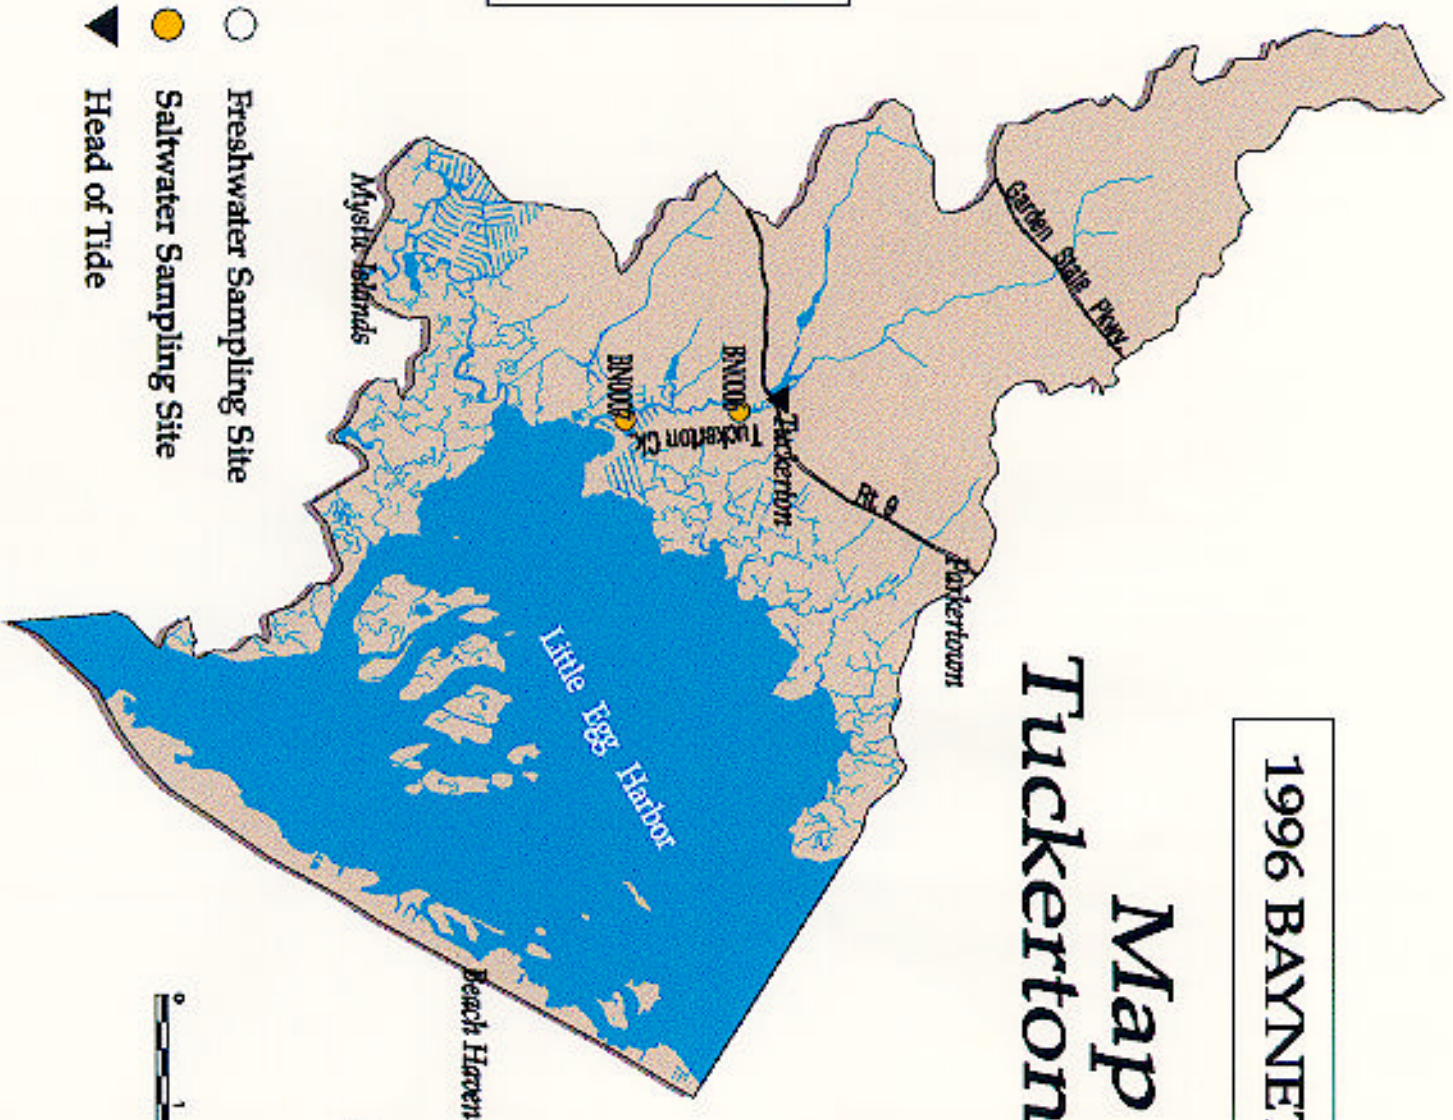 1996 BAYNE
Map
Tuckerton
Garden State Pkwy
Parkertown
Rt. 9
Tuckerton
Tuckerton Ck
Little Egg Harbor
Mystic Islands
Beach Haven
Freshwater Sampling Site
Saltwater Sampling Site
Head of Tide
0
1